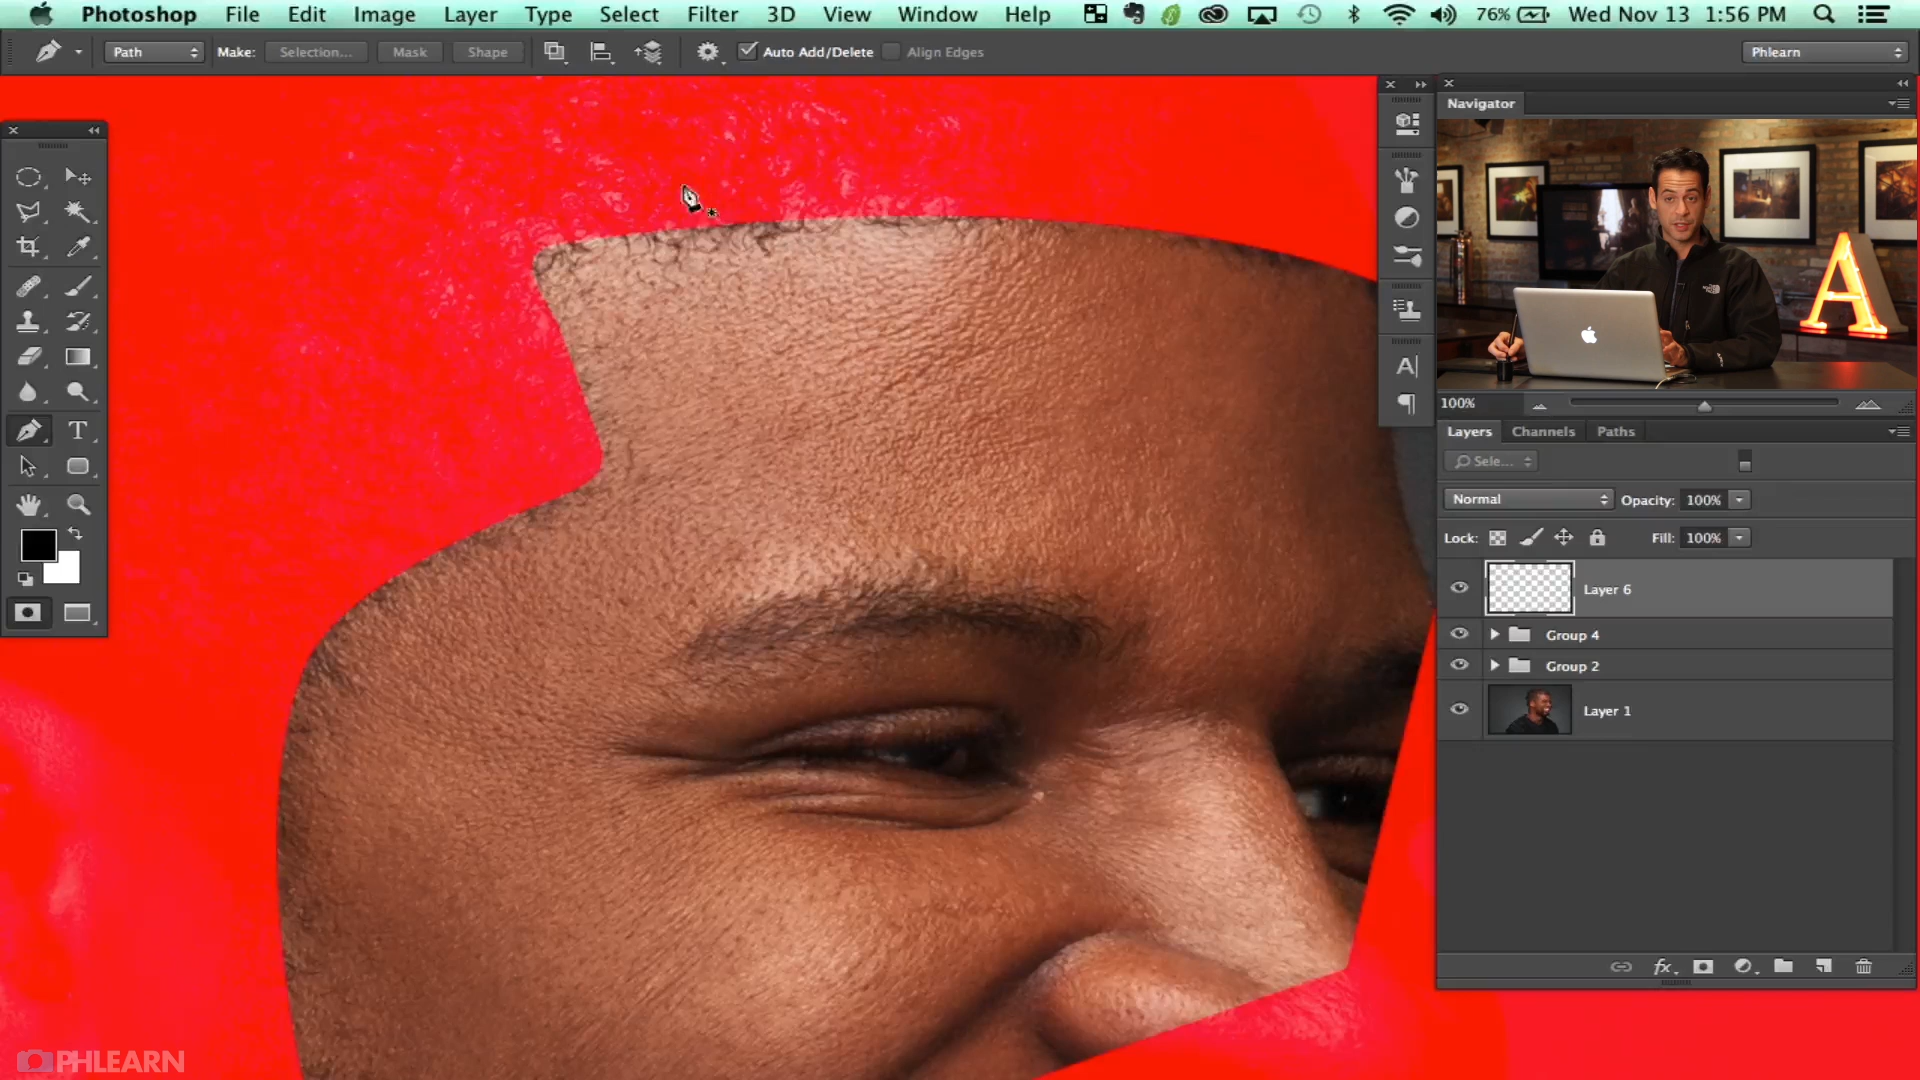 Photoshop File Edit Image Layer Type Select Filter 3D View Window Help 76% Wed Nov 13 1:56 PM
Path Make: Selection... Mask Shape Auto Add/Delete Align Edges Phlearn
Navigator
A
100%
Layers Channels Paths
Sele...
Normal Opacity: 100%
Lock: Fill: 100%
Layer 6
Group 4
Group 2
Layer 1
T
A
fx
PHLEARN